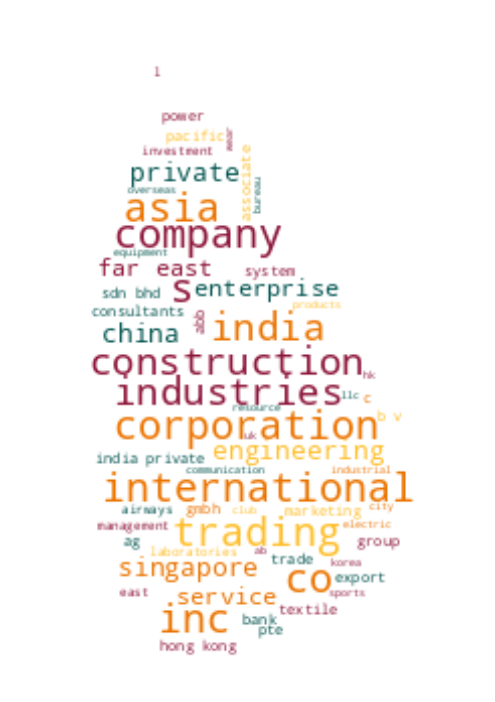 l
power
pacific
wear
investment
associate
private
bureau
overseas
asia
company
equipment
far east
system
s
enterprise
sdn bhd
products
consultants
abb
india
china
construction
hk
industries
llc
c
resource
corporation
b v
uk
engineering
india private
communication
industrial
international
airways
gmbh
club
marketing
city
management
trading
electric
ag
group
laboratories
ab
trade
korea
singapore
co
export
east
service
sports
inc
textile
bank
pte
hong kong